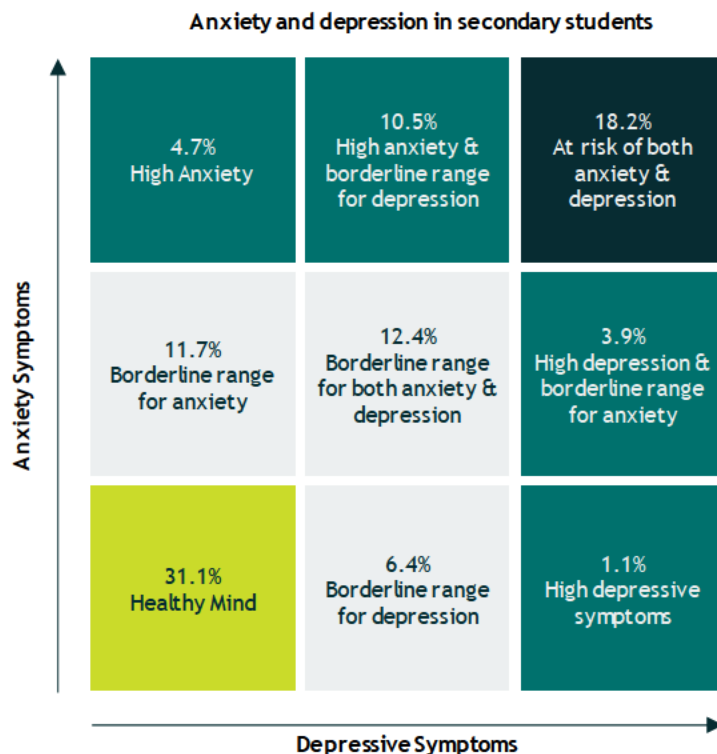 Anxiety and depression in secondary students
4.7%
High Anxiety
10.5%
High anxiety &
borderline range
for depression
18.2%
At risk of both
anxiety &
depression
11.7%
Borderline range
for anxiety
12.4%
Borderline range
for both anxiety &
depression
3.9%
High depression &
borderline range
for anxiety
31.1%
Healthy Mind
6.4%
Borderline range
for depression
1.1%
High depressive
symptoms
Anxiety Symptoms
Depressive Symptoms